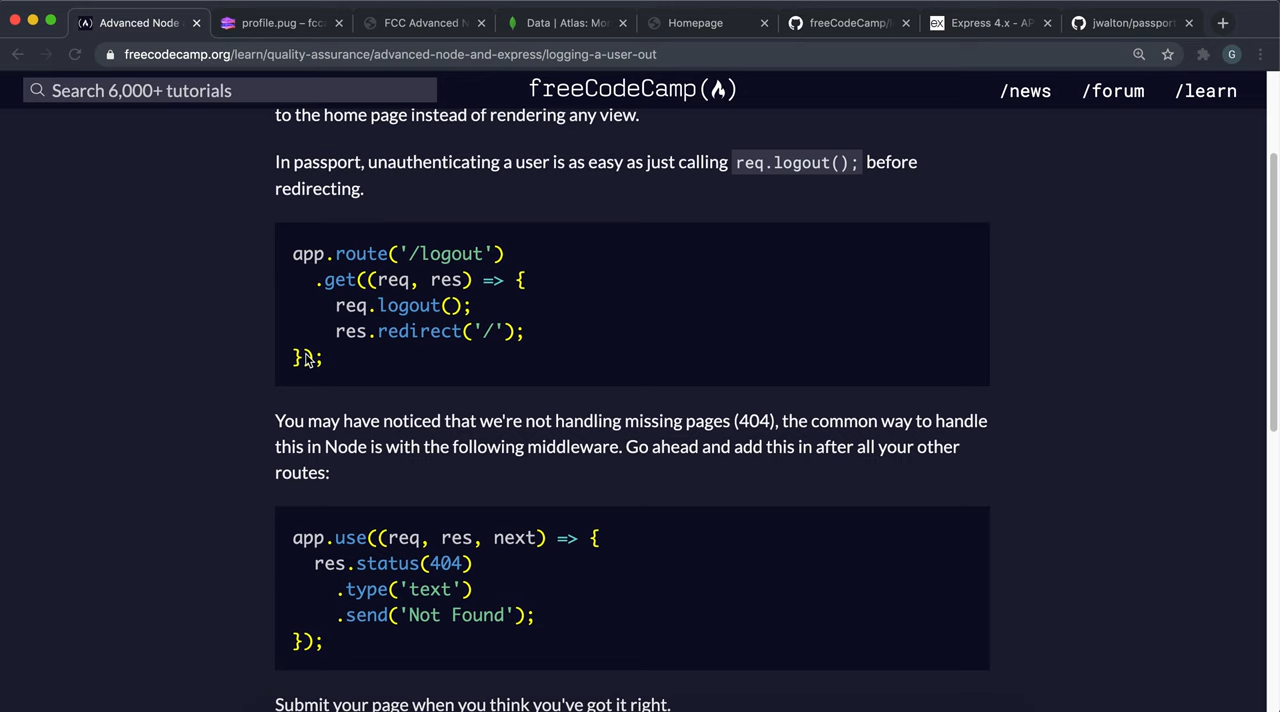 Advanced Node
profile.pug – fcc
FCC Advanced N
Data | Atlas: Mon
Homepage
freeCodeCamp/
Express 4.x - AP
jwalton/passport
freecodecamp.org/learn/quality-assurance/advanced-node-and-express/logging-a-user-out
G
Search 6,000+ tutorials
freeCodeCamp
/news
/forum
/learn
to the home page instead of rendering any view.
In passport, unauthenticating a user is as easy as just calling req.logout(); before
redirecting.
app.route('/logout')
.get((req, res) => {
req.logout();
res.redirect('/');
});
You may have noticed that we're not handling missing pages (404), the common way to handle
this in Node is with the following middleware. Go ahead and add this in after all your other
routes:
app.use((req, res, next) => {
res.status(404)
.type('text')
.send('Not Found');
});
Submit your page when you think you've got it right.